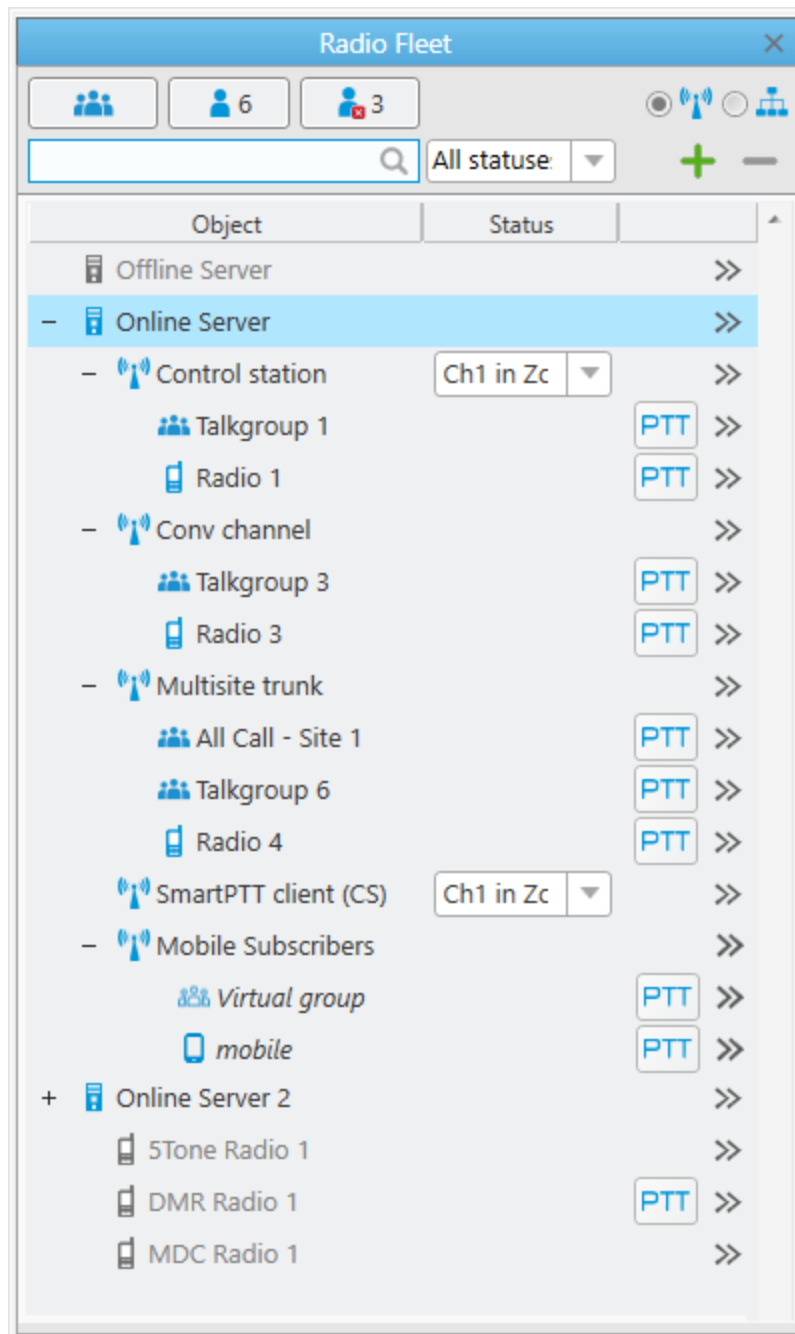 Radio Fleet
6 3
All statuse
Object Status
Offline Server
Online Server
Control station Ch1 in Zc
Talkgroup 1 PTT
Radio 1 PTT
Conv channel
Talkgroup 3 PTT
Radio 3 PTT
Multisite trunk
All Call - Site 1 PTT
Talkgroup 6 PTT
Radio 4 PTT
SmartPTT client (CS) Ch1 in Zc
Mobile Subscribers
Virtual group PTT
mobile PTT
Online Server 2
5Tone Radio 1
DMR Radio 1 PTT
MDC Radio 1